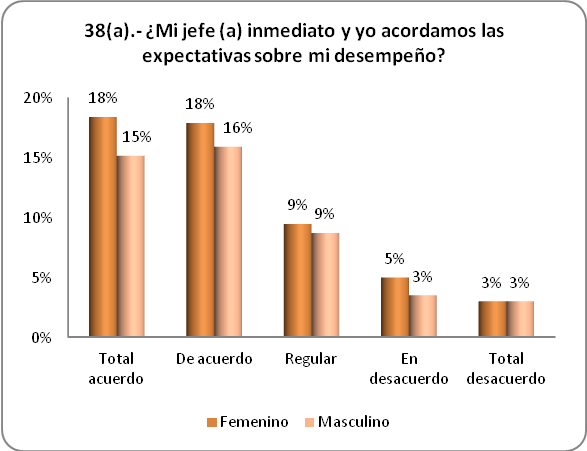 38(a).- ¿Mi jefe (a) inmediato y yo acordamos las
expectativas sobre mi desempeño?
20%
15%
10%
5%
0%
18%
15%
18%
16%
9%
9%
5%
3%
3%
3%
Total
acuerdo
De acuerdo
Regular
En
desacuerdo
Total
desacuerdo
Femenino
Masculino